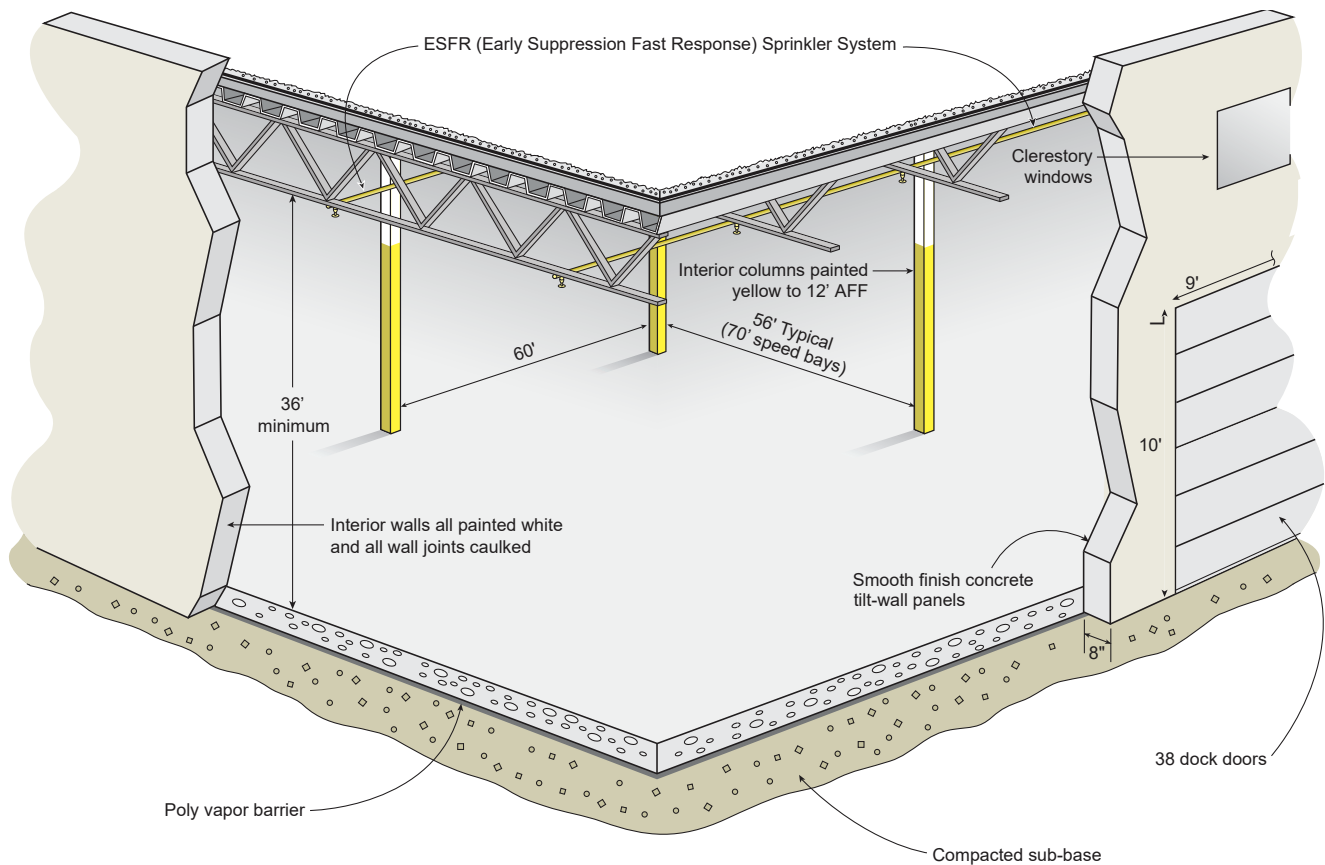 ESFR (Early Suppression Fast Response) Sprinkler System
Clerestory
windows
Interior columns painted
yellow to 12’ AFF
9'
60'
56' Typical
(70’ speed bays)
36’
minimum
10'
Interior walls all painted white
and all wall joints caulked
Smooth finish concrete
tilt-wall panels
8"
38 dock doors
Poly vapor barrier
Compacted sub-base